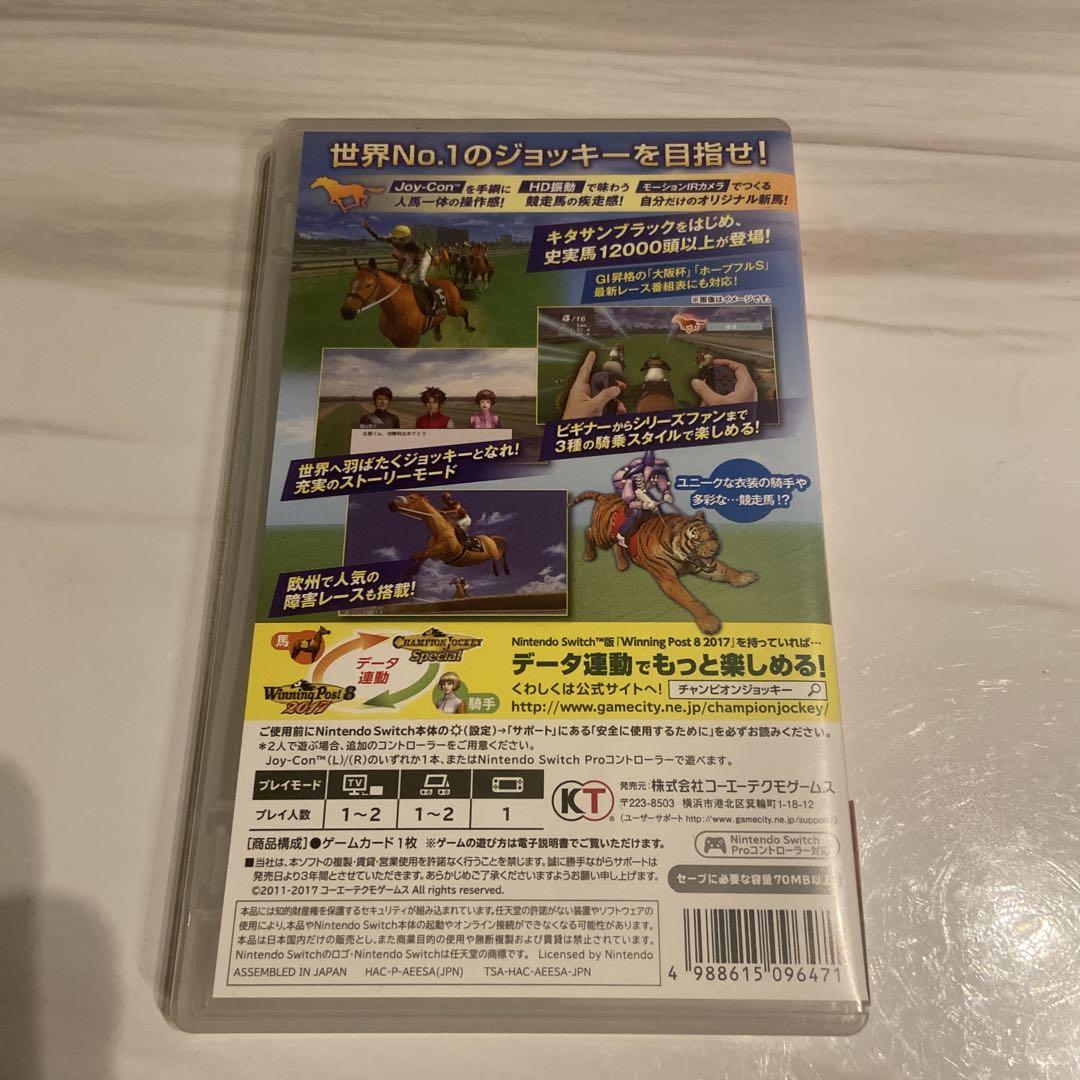 世界No.1のジョッキーを目指せ!
Joy-Con™を手綱に
人馬一体の操作感!
HD振動で味わう
競走馬の疾走感!
モーションIRカメラでつくる
自分だけのオリジナル新馬!
キタサンブラックをはじめ、
史実馬12000頭以上が登場!
GI昇格の「大阪杯」「ホープフルS」
最新レース番組表にも対応!
※画像はイメージです。
/16
太郎くん、初勝利おめでとう
ビギナーからシリーズファンまで
3種の騎乗スタイルで楽しめる!
世界へ羽ばたくジョッキーとなれ!
充実のストーリーモード
ユニークな衣装の騎手や
多彩な…競走馬!?
欧州で人気の
障害レースも搭載!
馬
CHAMPION JOCKEY
Special
データ
連動
Winning Post 8
2017
騎手
Nintendo Switch™版『Winning Post 8 2017』を持っていれば…
データ連動でもっと楽しめる!
くわしくは公式サイトへ! チャンピオンジョッキー
http://www.gamecity.ne.jp/championjockey/
ご使用前にNintendo Switch本体の(設定)→「サポート」にある「安全に使用するために」を必ずお読みください。
*2人で遊ぶ場合、追加のコントローラーをご用意ください。
Joy-Con™(L)/(R)のいずれか1本、またはNintendo Switch Proコントローラーで遊べます。
プレイモード TV
プレイ人数 1~2 1~2 1
KT
発売元:株式会社コーエーテクモゲームス
〒223-8503 横浜市港北区箕輪町1-18-12
(ユーザーサポート http://www.gamecity.ne.jp/support/)
[商品構成]●ゲームカード1枚 ※ゲームの遊び方は電子説明書でご覧いただけます。
Nintendo Switch
Proコントローラー対応
■当社は、本ソフトの複製・賃貸・営業使用を許諾なく行うことを禁じます。誠に勝手ながらサポートは
発売日より3年間とさせていただきます。あらかじめご了承くださいますようお願い申し上げます。
©2011-2017 コーエーテクモゲームス All rights reserved.
セーブに必要な容量 70MB以上
本品には知的財産権を保護するセキュリティが組み込まれています。任天堂の許諾がない装置やソフトウェアの
使用により、本品やNintendo Switch本体の起動やオンライン接続ができなくなる可能性があります。
本品は日本国内だけの販売とし、また商業目的の使用や無断複製および賃貸は禁止されています。
Nintendo Switchのロゴ・Nintendo Switchは任天堂の商標です。 Licensed by Nintendo
ASSEMBLED IN JAPAN HAC-P-AEESA(JPN) TSA-HAC-AEESA-JPN
4 988615 096471